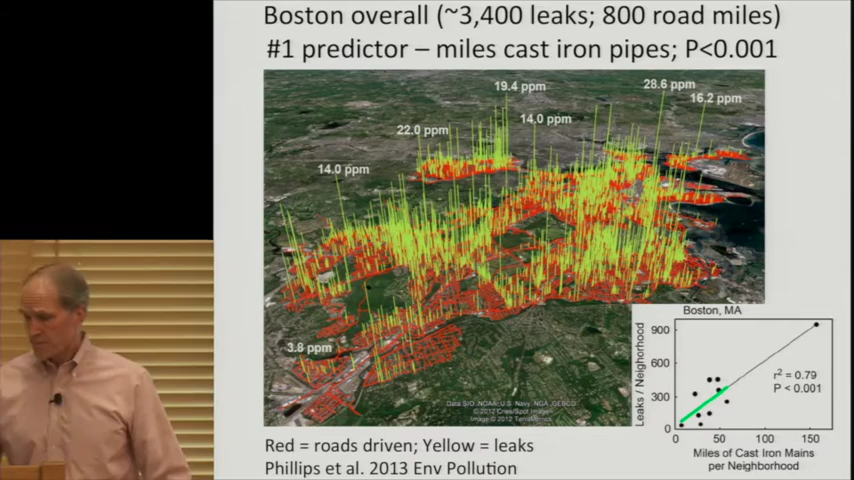 Boston overall (~3,400 leaks; 800 road miles)
#1 predictor – miles cast iron pipes; P<0.001
19.4 ppm
28.6 ppm
16.2 ppm
14.0 ppm
22.0 ppm
14.0 ppm
3.8 ppm
Data SIO, NOAA, U.S. Navy, NGA, GEBCO
© 2012 Cnes/Spot Image
Image © 2012 TerraMetrics
Boston, MA
Leaks / Neighorhood
900
600
300
0
r² = 0.79
P < 0.001
0 50 100 150
Miles of Cast Iron Mains
per Neighborhood
Red = roads driven; Yellow = leaks
Phillips et al. 2013 Env Pollution